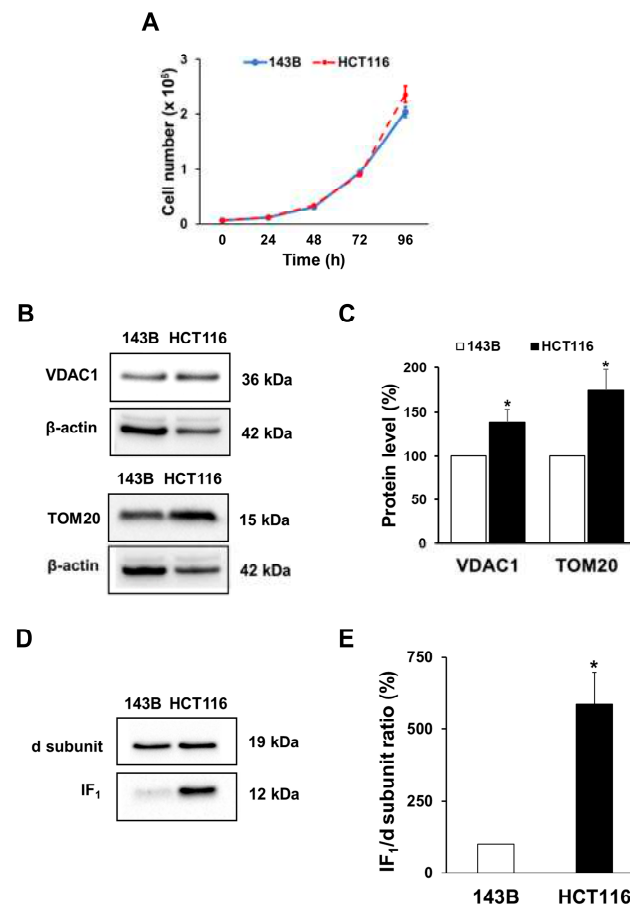 A
143B HCT116
3
2
1
0
Cell number (x 10⁵)
0 24 48 72 96
Time (h)
B
143B HCT116
VDAC1 36 kDa
β-actin 42 kDa
143B HCT116
TOM20 15 kDa
β-actin 42 kDa
C
143B HCT116
200
150
100
50
0
Protein level (%)
* *
VDAC1 TOM20
D
143B HCT116
d subunit 19 kDa
IF₁ 12 kDa
E
750
500
250
0
IF₁/d subunit ratio (%)
*
143B HCT116